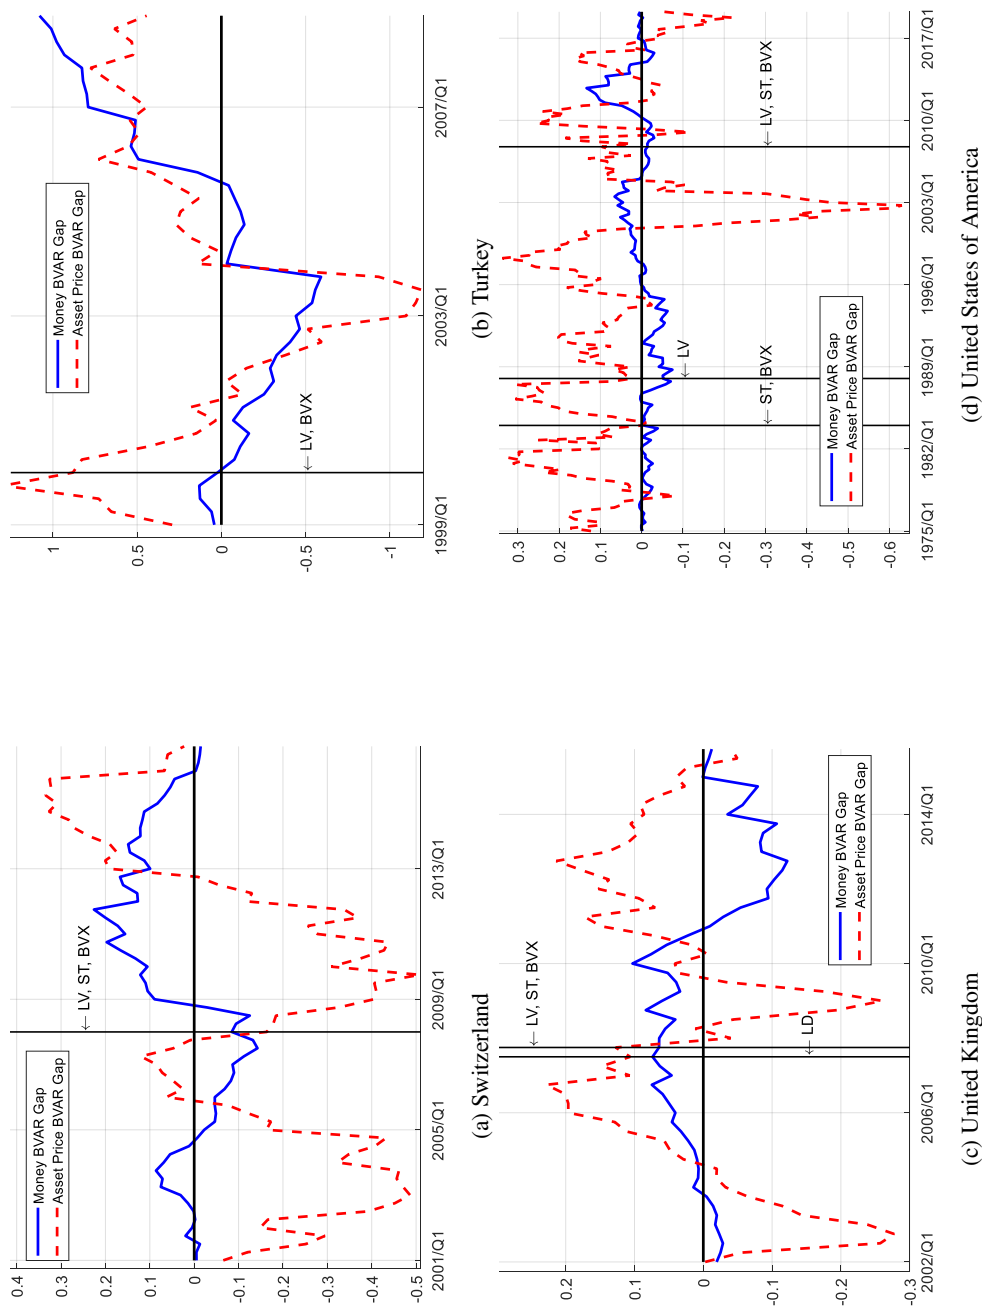 0.4
0.3
0.2
0.1
0
-0.1
-0.2
-0.3
-0.4
-0.5
2001/Q1
2005/Q1
2009/Q1
2013/Q1
Money BVAR Gap
Asset Price BVAR Gap
← LV, ST, BVX
(a) Switzerland
1
0.5
0
-0.5
-1
1999/Q1
2003/Q1
2007/Q1
Money BVAR Gap
Asset Price BVAR Gap
← LV, BVX
(b) Turkey
0.2
0.1
0
-0.1
-0.2
-0.3
2002/Q1
2006/Q1
2010/Q1
2014/Q1
← LV, ST, BVX
← LD
Money BVAR Gap
Asset Price BVAR Gap
(c) United Kingdom
0.3
0.2
0.1
0
-0.1
-0.2
-0.3
-0.4
-0.5
-0.6
1975/Q1
1982/Q1
1989/Q1
1996/Q1
2003/Q1
2010/Q1
2017/Q1
← LV
← ST, BVX
← LV, ST, BVX
Money BVAR Gap
Asset Price BVAR Gap
(d) United States of America